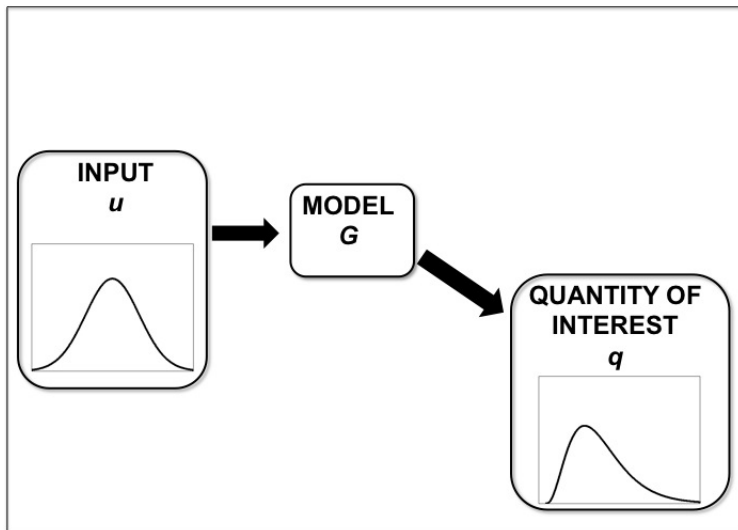 INPUT
u
MODEL
G
QUANTITY OF
INTEREST
q